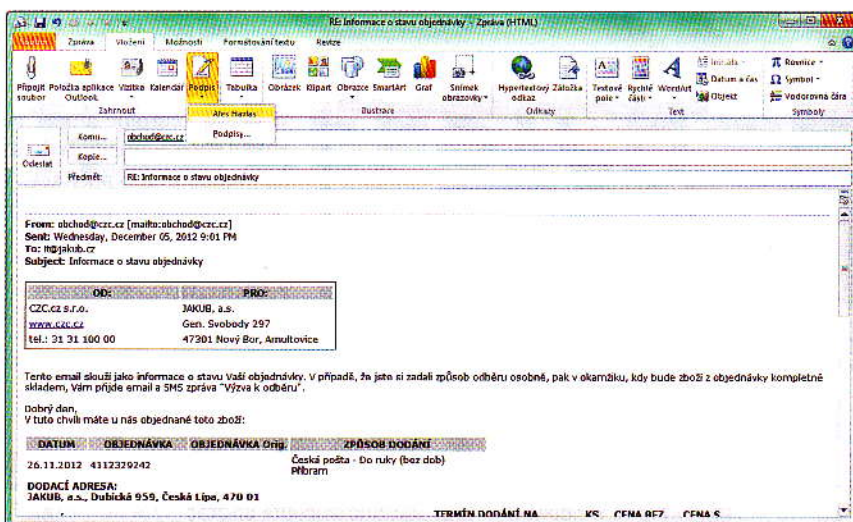 RE: Informace o stavu objednávky - Zpráva (HTML)
Zpráva Vložení Možnosti Formátování textu Revize
Připojit soubor Položka aplikace Outlook Vizitka Kalendář Podpis Tabulka Obrázek Klipart Obrazce SmartArt Graf Snímek obrazovky Hypertextový odkaz Záložka Textové pole Rychlé části WordArt Datum a čas Objekt Rovnice Symbol Vodorovná čára
Zahrnout Ilustrace Odkazy Text Symboly
Podpisy...
Odeslat
Komu... obchod@czc.cz
Kopie...
Předmět: RE: Informace o stavu objednávky
From: obchod@czc.cz [mailto:obchod@czc.cz]
Sent: Wednesday, December 05, 2012 9:01 PM
To: it@jakub.cz
Subject: Informace o stavu objednávky
OD: PRO:
CZC.cz s.r.o. JAKUB, a.s.
www.czc.cz Gen. Svobody 297
tel.: 31 31 100 00 47301 Nový Bor, Arnultovice
Tento email slouží jako informace o stavu Vaší objednávky. V případě, že jste si zadali způsob odběru osobně, pak v okamžiku, kdy bude zboží z objednávky kompletně
skladem, Vám přijde email a SMS zpráva "Výzva k odběru".
Dobrý den,
V tuto chvíli máte u nás objednané toto zboží:
DATUM OBJEDNÁVKA OBJEDNÁVKA Orig. ZPŮSOB DODÁNÍ
26.11.2012 4112329242 Česká pošta - Do ruky (bez dob)
Příbram
DODACÍ ADRESA:
JAKUB, a.s., Dubická 959, Česká Lípa, 470 01
TERMÍN DODÁNÍ NA KS CENA BEZ CENA S